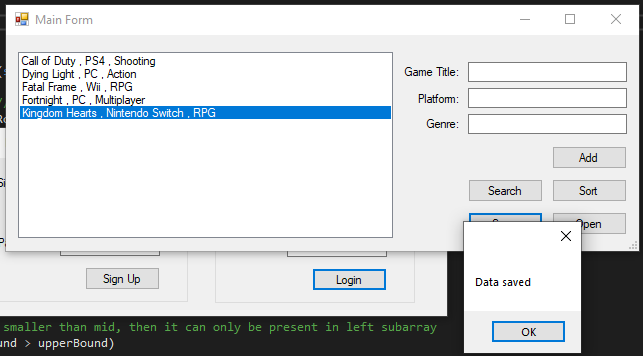 Main Form
Call of Duty , PS4 , Shooting
Dying Light , PC , Action
Fatal Frame , Wii , RPG
Fortnight , PC , Multiplayer
Kingdom Hearts , Nintendo Switch , RPG
Game Title:
Platform:
Genre:
Add
Search
Sort
Open
Data saved
OK
Sign Up
Login
smaller than mid, then it can only be present in left subarray
und > upperBound)